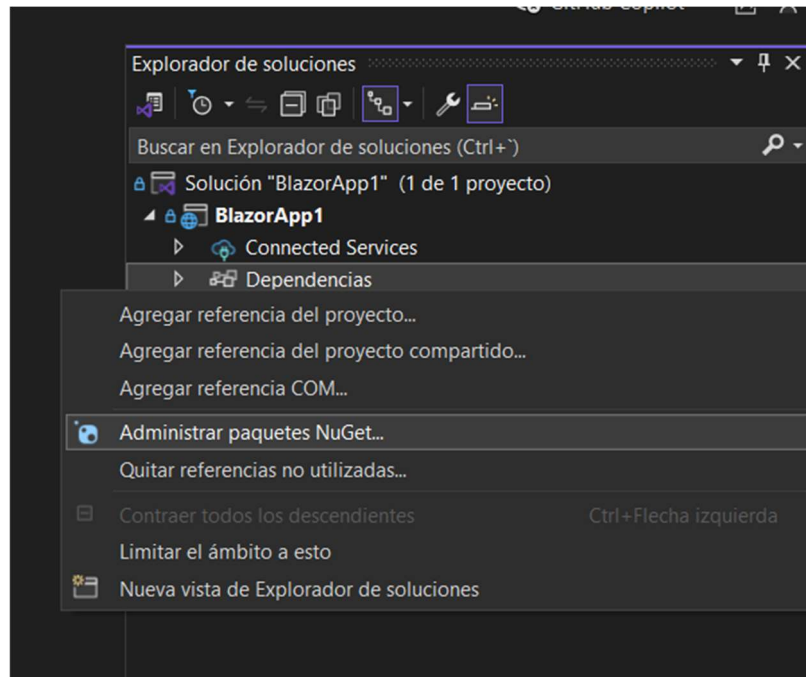 GitHub Copilot
Explorador de soluciones
Buscar en Explorador de soluciones (Ctrl+`)
Solución "BlazorApp1" (1 de 1 proyecto)
BlazorApp1
Connected Services
Dependencias
Agregar referencia del proyecto...
Agregar referencia del proyecto compartido...
Agregar referencia COM...
Administrar paquetes NuGet...
Quitar referencias no utilizadas...
Contraer todos los descendientes Ctrl+Flecha izquierda
Limitar el ámbito a esto
Nueva vista de Explorador de soluciones